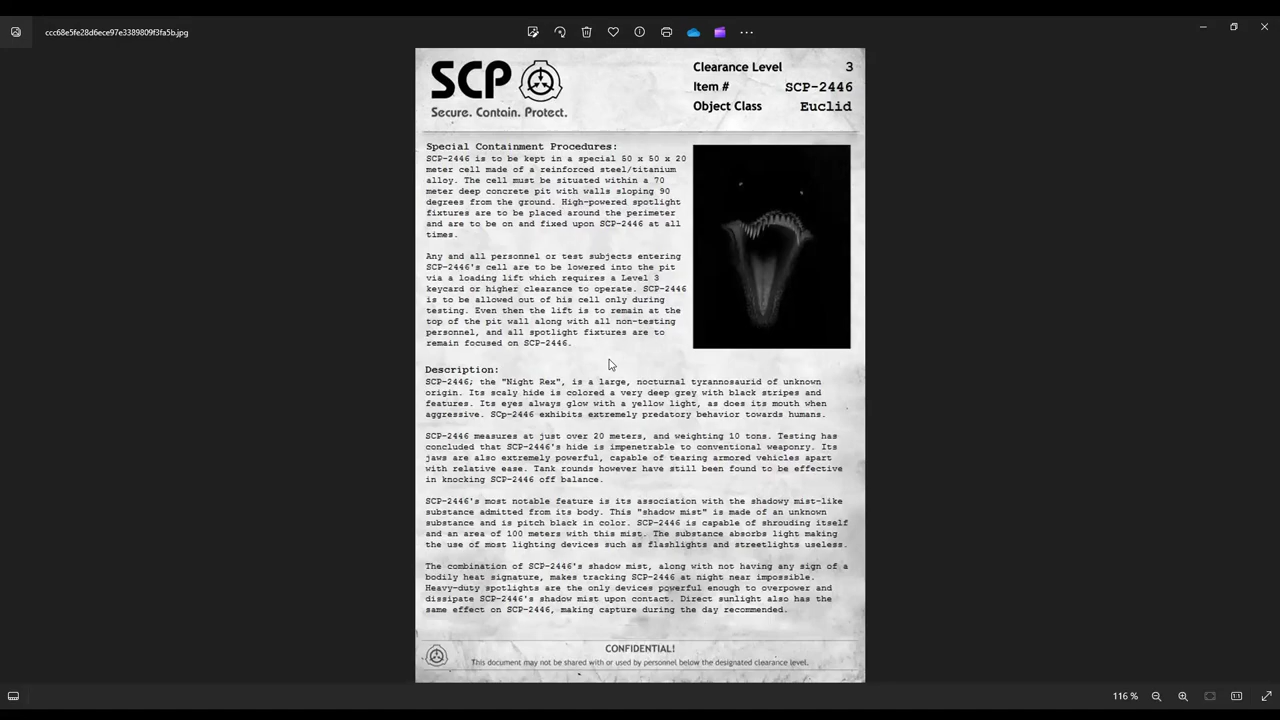 ccc68e5fe28d6ece97e3389809f3fa5b.jpg
116 %
SCP
Secure. Contain. Protect.
Clearance Level 3
Item # SCP-2446
Object Class Euclid
Special Containment Procedures:
SCP-2446 is to be kept in a special 50 x 50 x 20
meter cell made of a reinforced steel/titanium
alloy. The cell must be situated within a 70
meter deep concrete pit with walls sloping 90
degrees from the ground. High-powered spotlight
fixtures are to be placed around the perimeter
and are to be on and fixed upon SCP-2446 at all
times.
Any and all personnel or test subjects entering
SCP-2446's cell are to be lowered into the pit
via a loading lift which requires a Level 3
keycard or higher clearance to operate. SCP-2446
is to be allowed out of his cell only during
testing. Even then the lift is to remain at the
top of the pit wall along with all non-testing
personnel, and all spotlight fixtures are to
remain focused on SCP-2446.
Description:
SCP-2446; the "Night Rex", is a large, nocturnal tyrannosaurid of unknown
origin. Its scaly hide is colored a very deep grey with black stripes and
features. Its eyes always glow with a yellow light, as does its mouth when
aggressive. SCp-2446 exhibits extremely predatory behavior towards humans.
SCP-2446 measures at just over 20 meters, and weighting 10 tons. Testing has
concluded that SCP-2446's hide is impenetrable to conventional weaponry. Its
jaws are also extremely powerful, capable of tearing armored vehicles apart
with relative ease. Tank rounds however have still been found to be effective
in knocking SCP-2446 off balance.
SCP-2446's most notable feature is its association with the shadowy mist-like
substance admitted from its body. This "shadow mist" is made of an unknown
substance and is pitch black in color. SCP-2446 is capable of shrouding itself
and an area of 100 meters with this mist. The substance absorbs light making
the use of most lighting devices such as flashlights and streetlights useless.
The combination of SCP-2446's shadow mist, along with not having any sign of a
bodily heat signature, makes tracking SCP-2446 at night near impossible.
Heavy-duty spotlights are the only devices powerful enough to overpower and
dissipate SCP-2446's shadow mist upon contact. Direct sunlight also has the
same effect on SCP-2446, making capture during the day recommended.
CONFIDENTIAL!
This document may not be shared with or used by personnel below the designated clearance level.